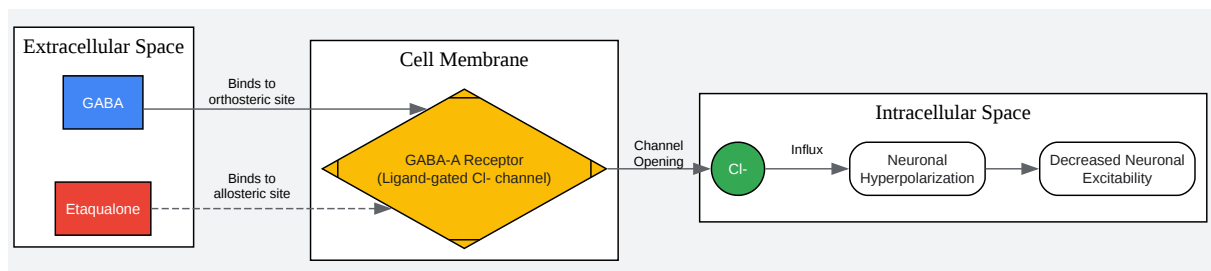 Extracellular Space
GABA
Etaqualone
Binds to
orthosteric site
Binds to
allosteric site
Cell Membrane
GABA-A Receptor
(Ligand-gated Cl- channel)
Channel
Opening
Intracellular Space
Cl-
Influx
Neuronal
Hyperpolarization
Decreased Neuronal
Excitability